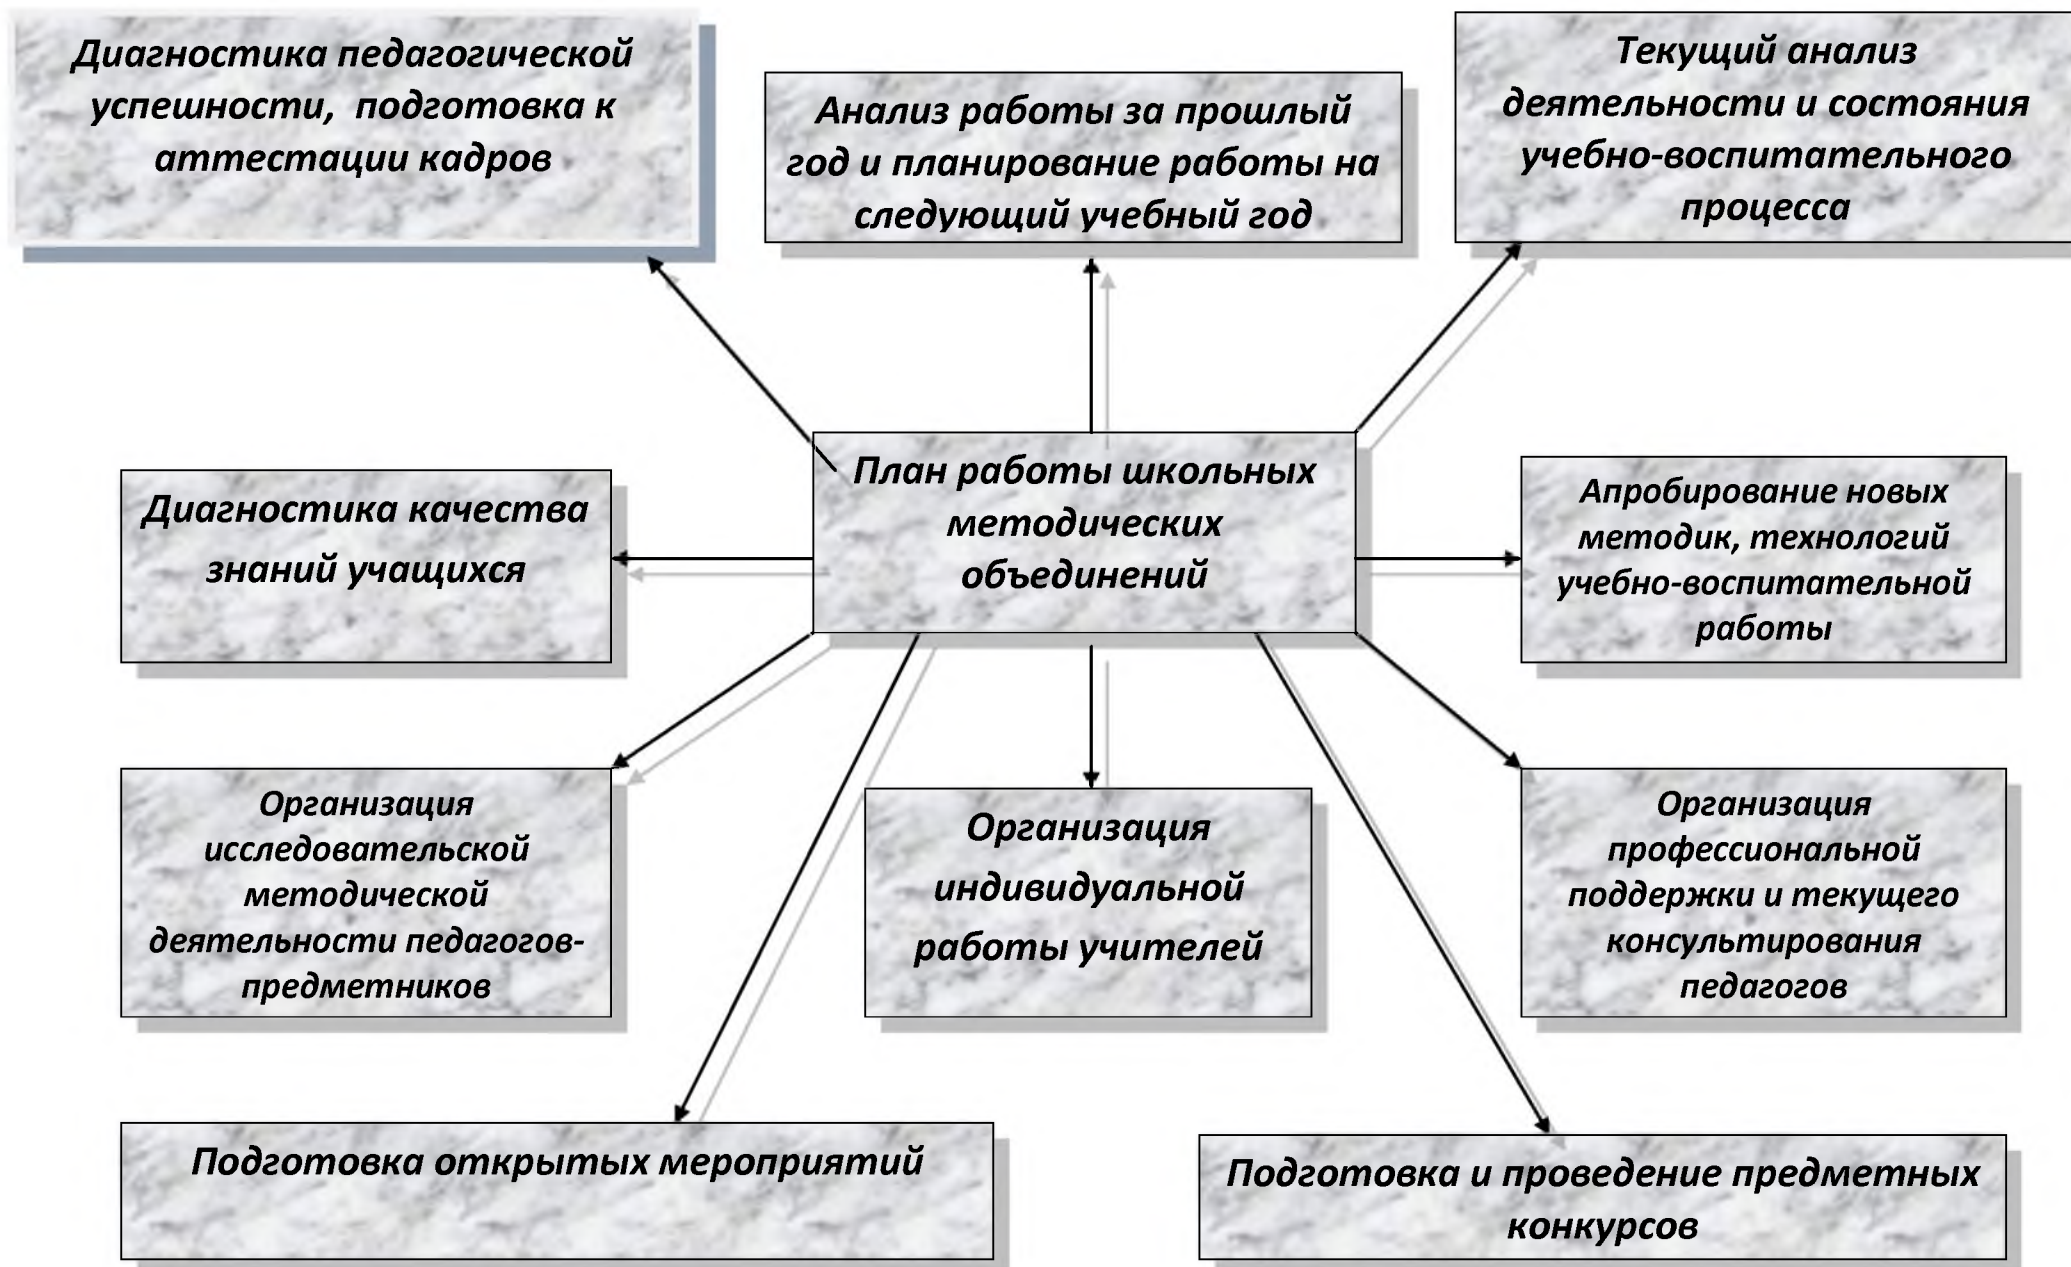 Диагностика педагогической
успешности, подготовка к
аттестации кадров
Анализ работы за прошлый
год и планирование работы на
следующий учебный год
Текущий анализ
деятельности и состояния
учебно-воспитательного
процесса
Диагностика качества
знаний учащихся
План работы школьных
методических
объединений
Апробирование новых
методик, технологий
учебно-воспитательной
работы
Организация
исследовательской
методической
деятельности педагогов-
предметников
Организация
индивидуальной
работы учителей
Организация
профессиональной
поддержки и текущего
консультирования
педагогов
Подготовка открытых мероприятий
Подготовка и проведение предметных
конкурсов